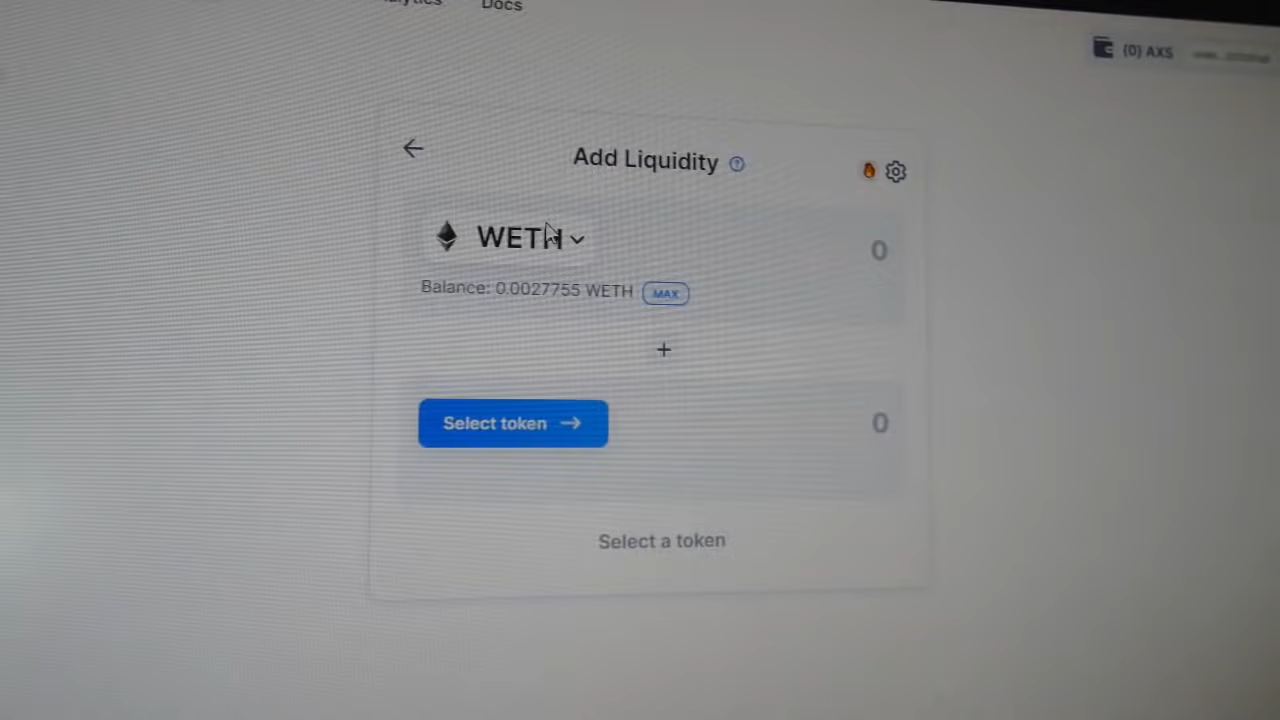 Docs
(0) AXS
Add Liquidity
WETH
0
Balance: 0.0027755 WETH MAX
+
Select token →
0
Select a token